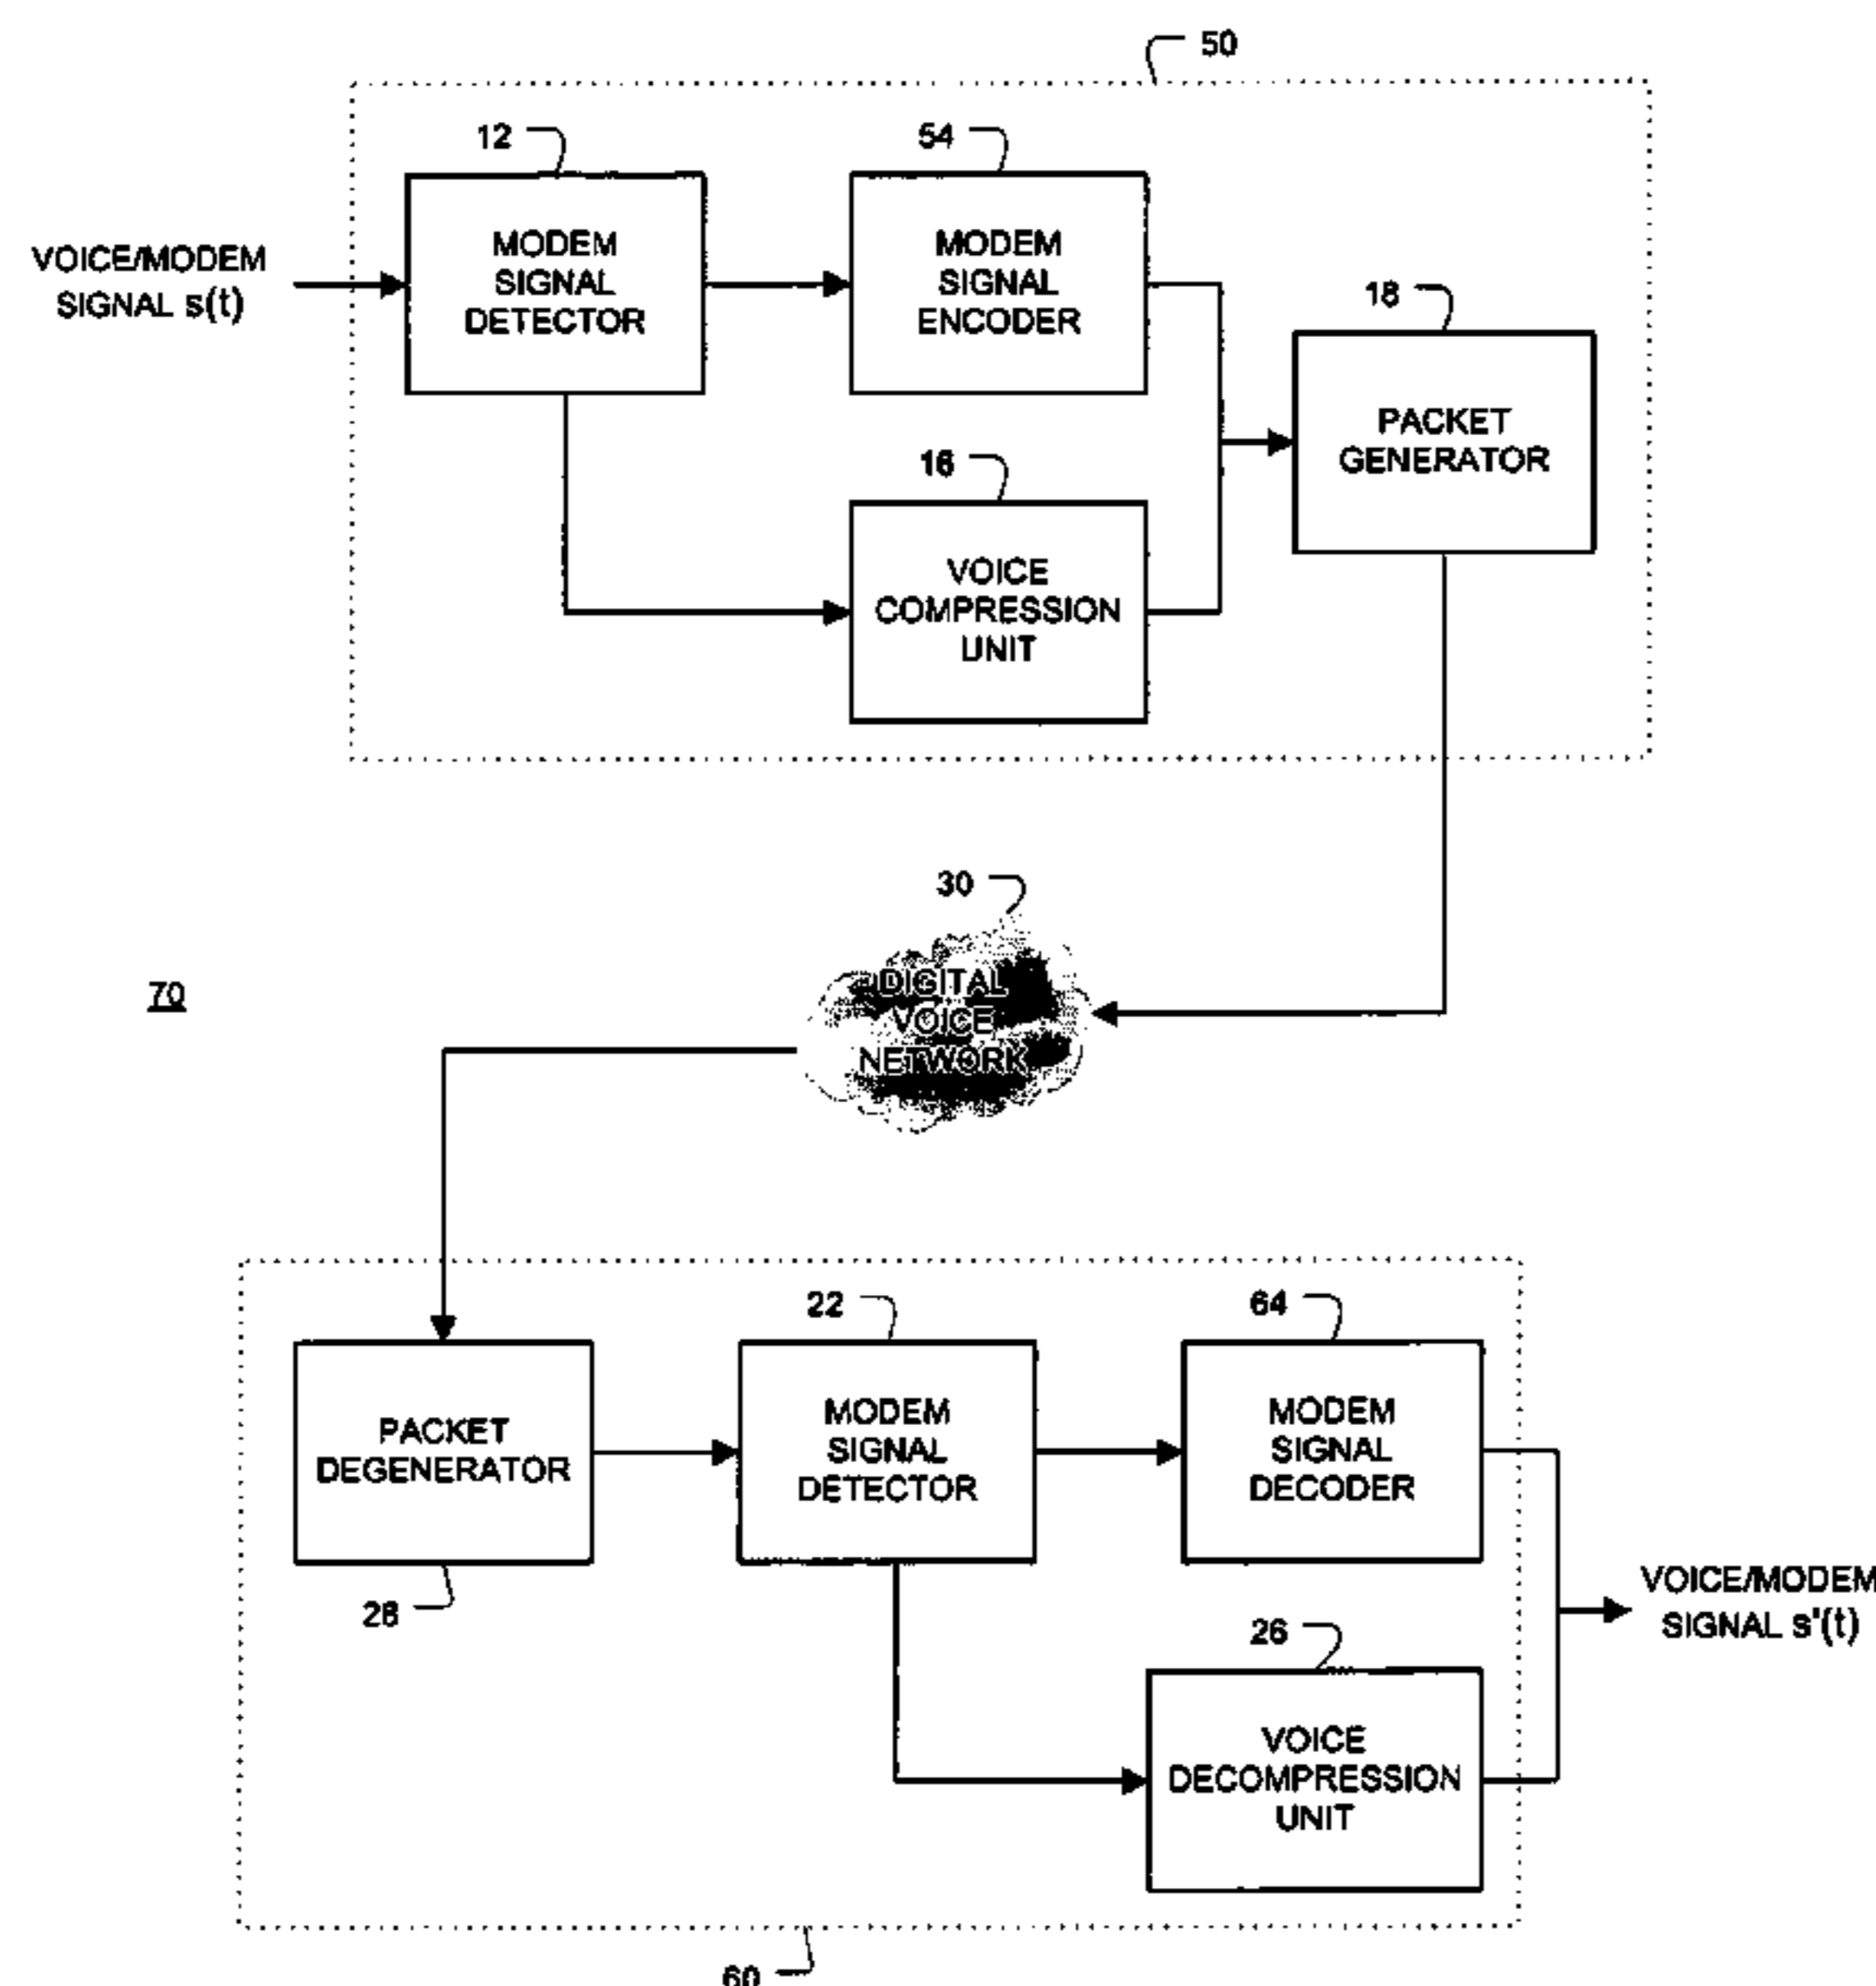 50
12
54
VOICE/MODEM
SIGNAL s(t)
MODEM
SIGNAL
DETECTOR
MODEM
SIGNAL
ENCODER
18
PACKET
GENERATOR
16
VOICE
COMPRESSION
UNIT
30
DIGITAL
VOICE
NETWORK
70
22
64
PACKET
DEGENERATOR
MODEM
SIGNAL
DETECTOR
MODEM
SIGNAL
DECODER
28
26
VOICE/MODEM
SIGNAL s'(t)
VOICE
DECOMPRESSION
UNIT
60